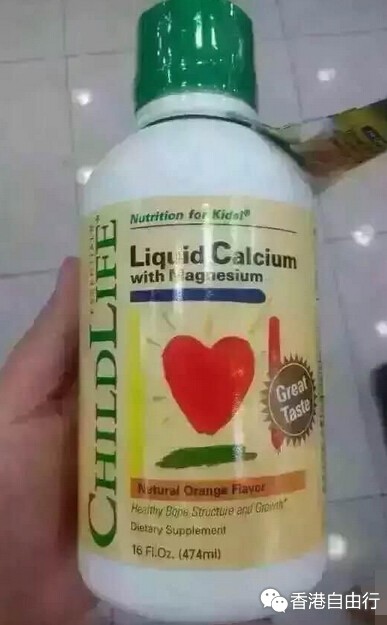 Nutrition for Kids!®
Liquid Calcium
with Magnesium
ESSENTIALS
CHILDLIFE
Great
Taste
Natural Orange Flavor
Healthy Bone Structure and Growth*
Dietary Supplement
16 Fl.Oz. (474ml)
香港自由行